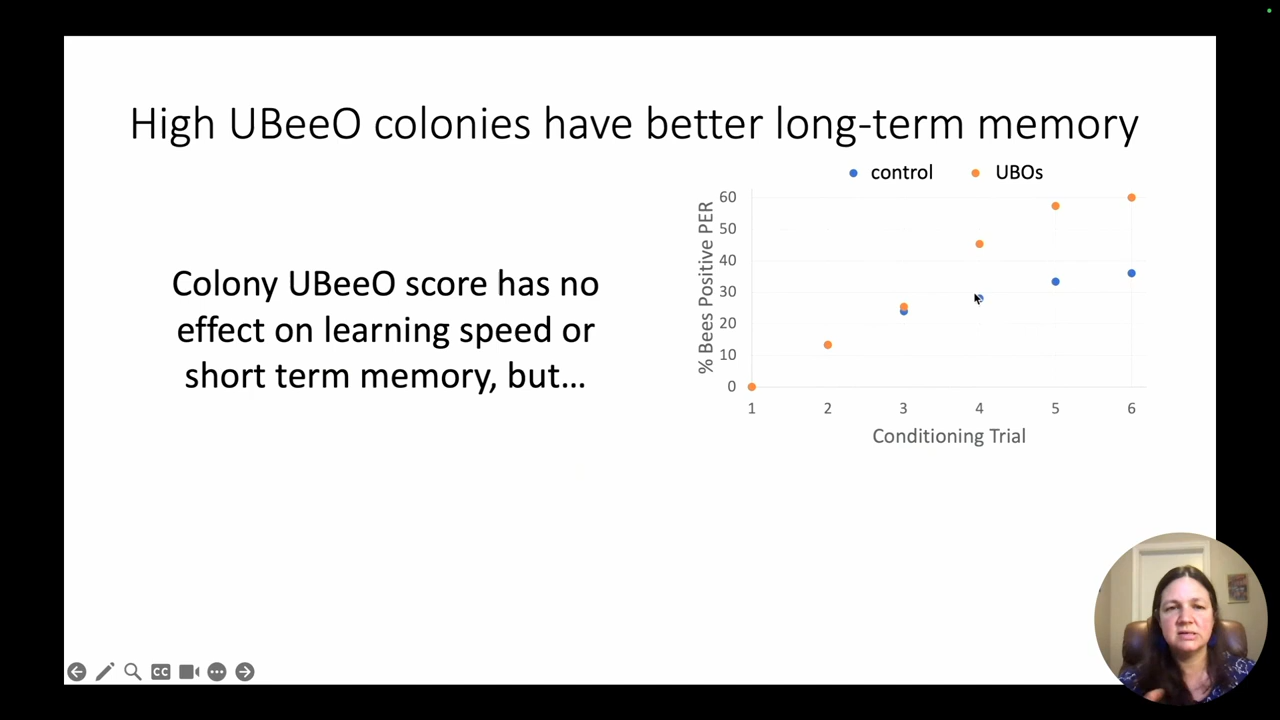 High UBeeO colonies have better long-term memory
control
UBOs
Colony UBeeO score has no
effect on learning speed or
short term memory, but...
% Bees Positive PER
60
50
40
30
20
10
0
1 2 3 4 5 6
Conditioning Trial
CC